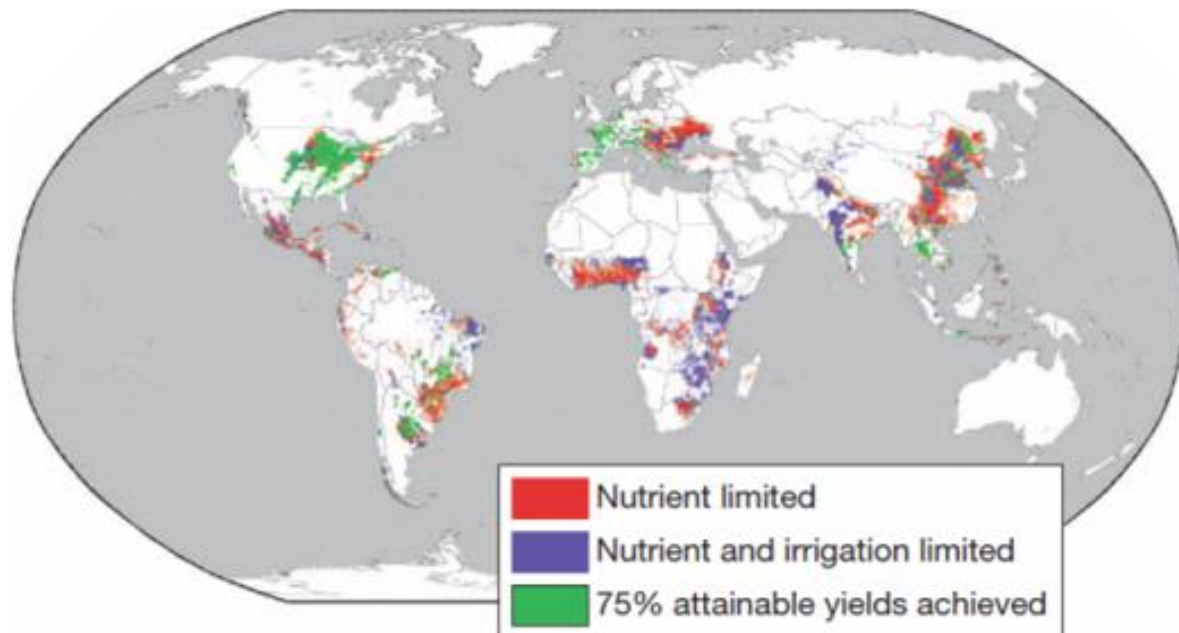 Nutrient limited
Nutrient and irrigation limited
75% attainable yields achieved